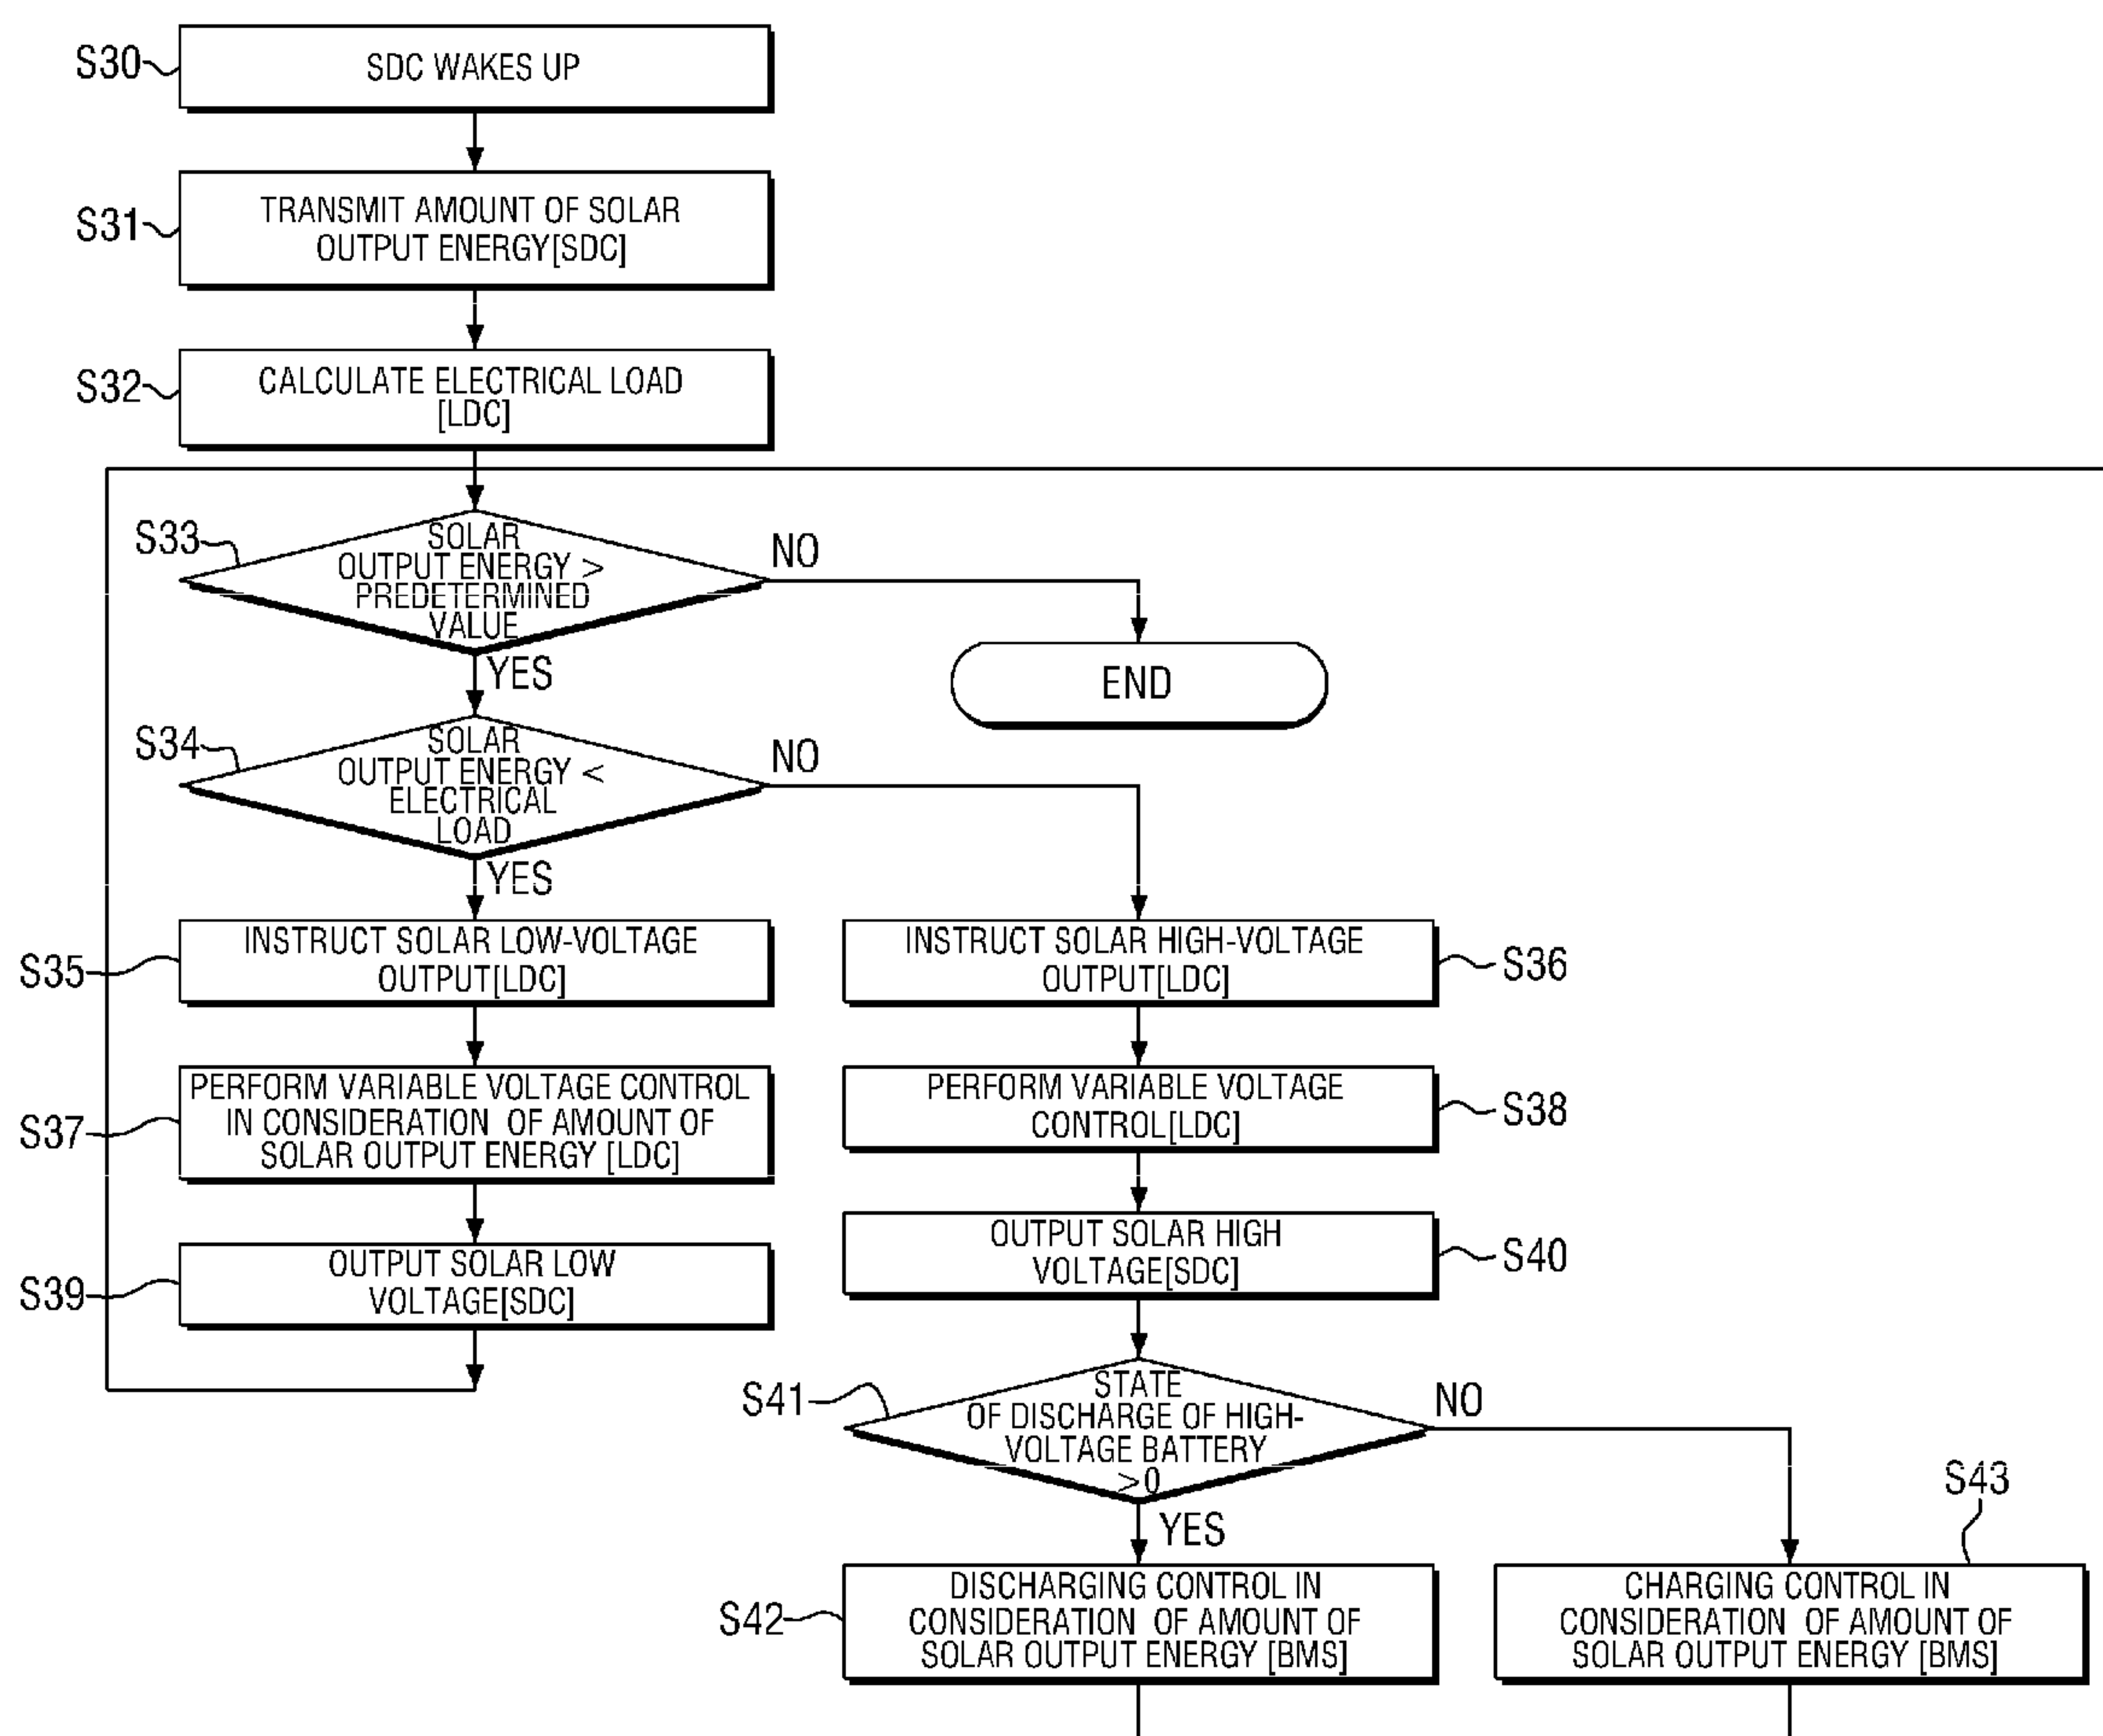 S30
SDC WAKES UP
S31
TRANSMIT AMOUNT OF SOLAR
OUTPUT ENERGY[SDC]
S32
CALCULATE ELECTRICAL LOAD
[LDC]
S33
SOLAR
OUTPUT ENERGY >
PREDETERMINED
VALUE
NO
YES
END
S34
SOLAR
OUTPUT ENERGY <
ELECTRICAL
LOAD
NO
YES
S35
INSTRUCT SOLAR LOW-VOLTAGE
OUTPUT[LDC]
INSTRUCT SOLAR HIGH-VOLTAGE
OUTPUT[LDC]
S36
S37
PERFORM VARIABLE VOLTAGE CONTROL
IN CONSIDERATION OF AMOUNT OF
SOLAR OUTPUT ENERGY [LDC]
PERFORM VARIABLE VOLTAGE
CONTROL[LDC]
S38
S39
OUTPUT SOLAR LOW
VOLTAGE[SDC]
OUTPUT SOLAR HIGH
VOLTAGE[SDC]
S40
S41
STATE
OF DISCHARGE OF HIGH-
VOLTAGE BATTERY
>0
NO
YES
S42
DISCHARGING CONTROL IN
CONSIDERATION OF AMOUNT OF
SOLAR OUTPUT ENERGY [BMS]
S43
CHARGING CONTROL IN
CONSIDERATION OF AMOUNT OF
SOLAR OUTPUT ENERGY [BMS]